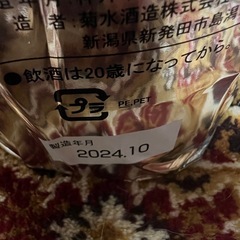 造者:菊水酒造株式会
新潟県新発田市島潟
●飲酒は20歳になってから。
プラ
PE,PET
製造年月
2024.10